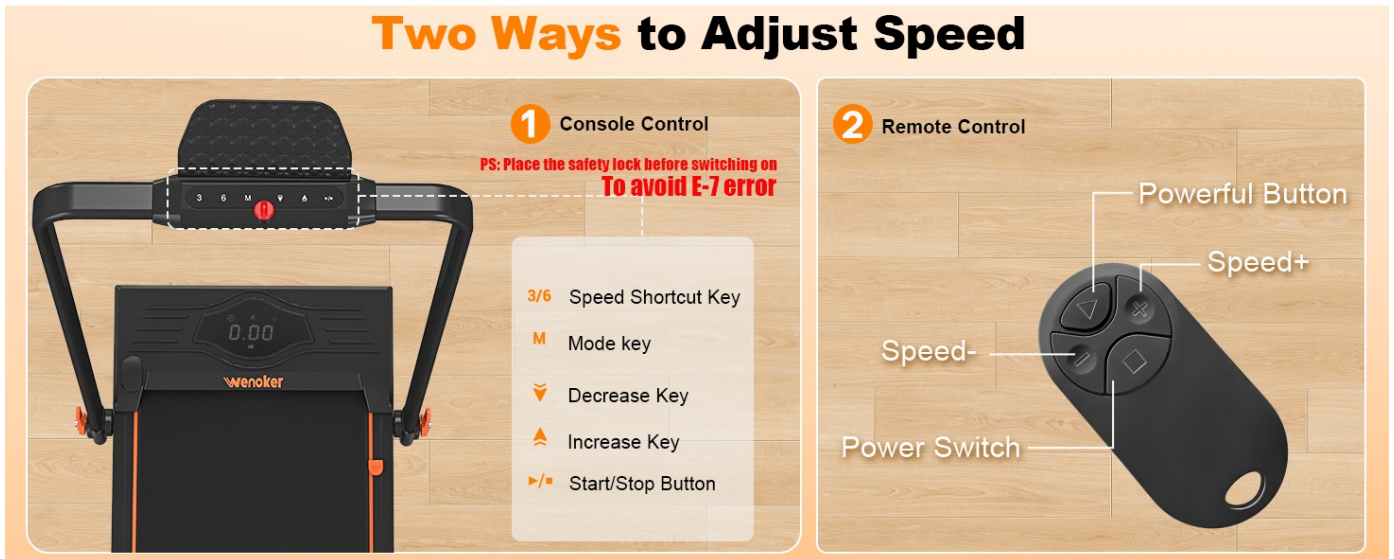 Two Ways to Adjust Speed
1 Console Control
PS: Place the safety lock before switching on
To avoid E-7 error
3 6 M
0.00
Wenoker
3/6 Speed Shortcut Key
M Mode key
Decrease Key
Increase Key
Start/Stop Button
2 Remote Control
Powerful Button
Speed+
Speed-
Power Switch